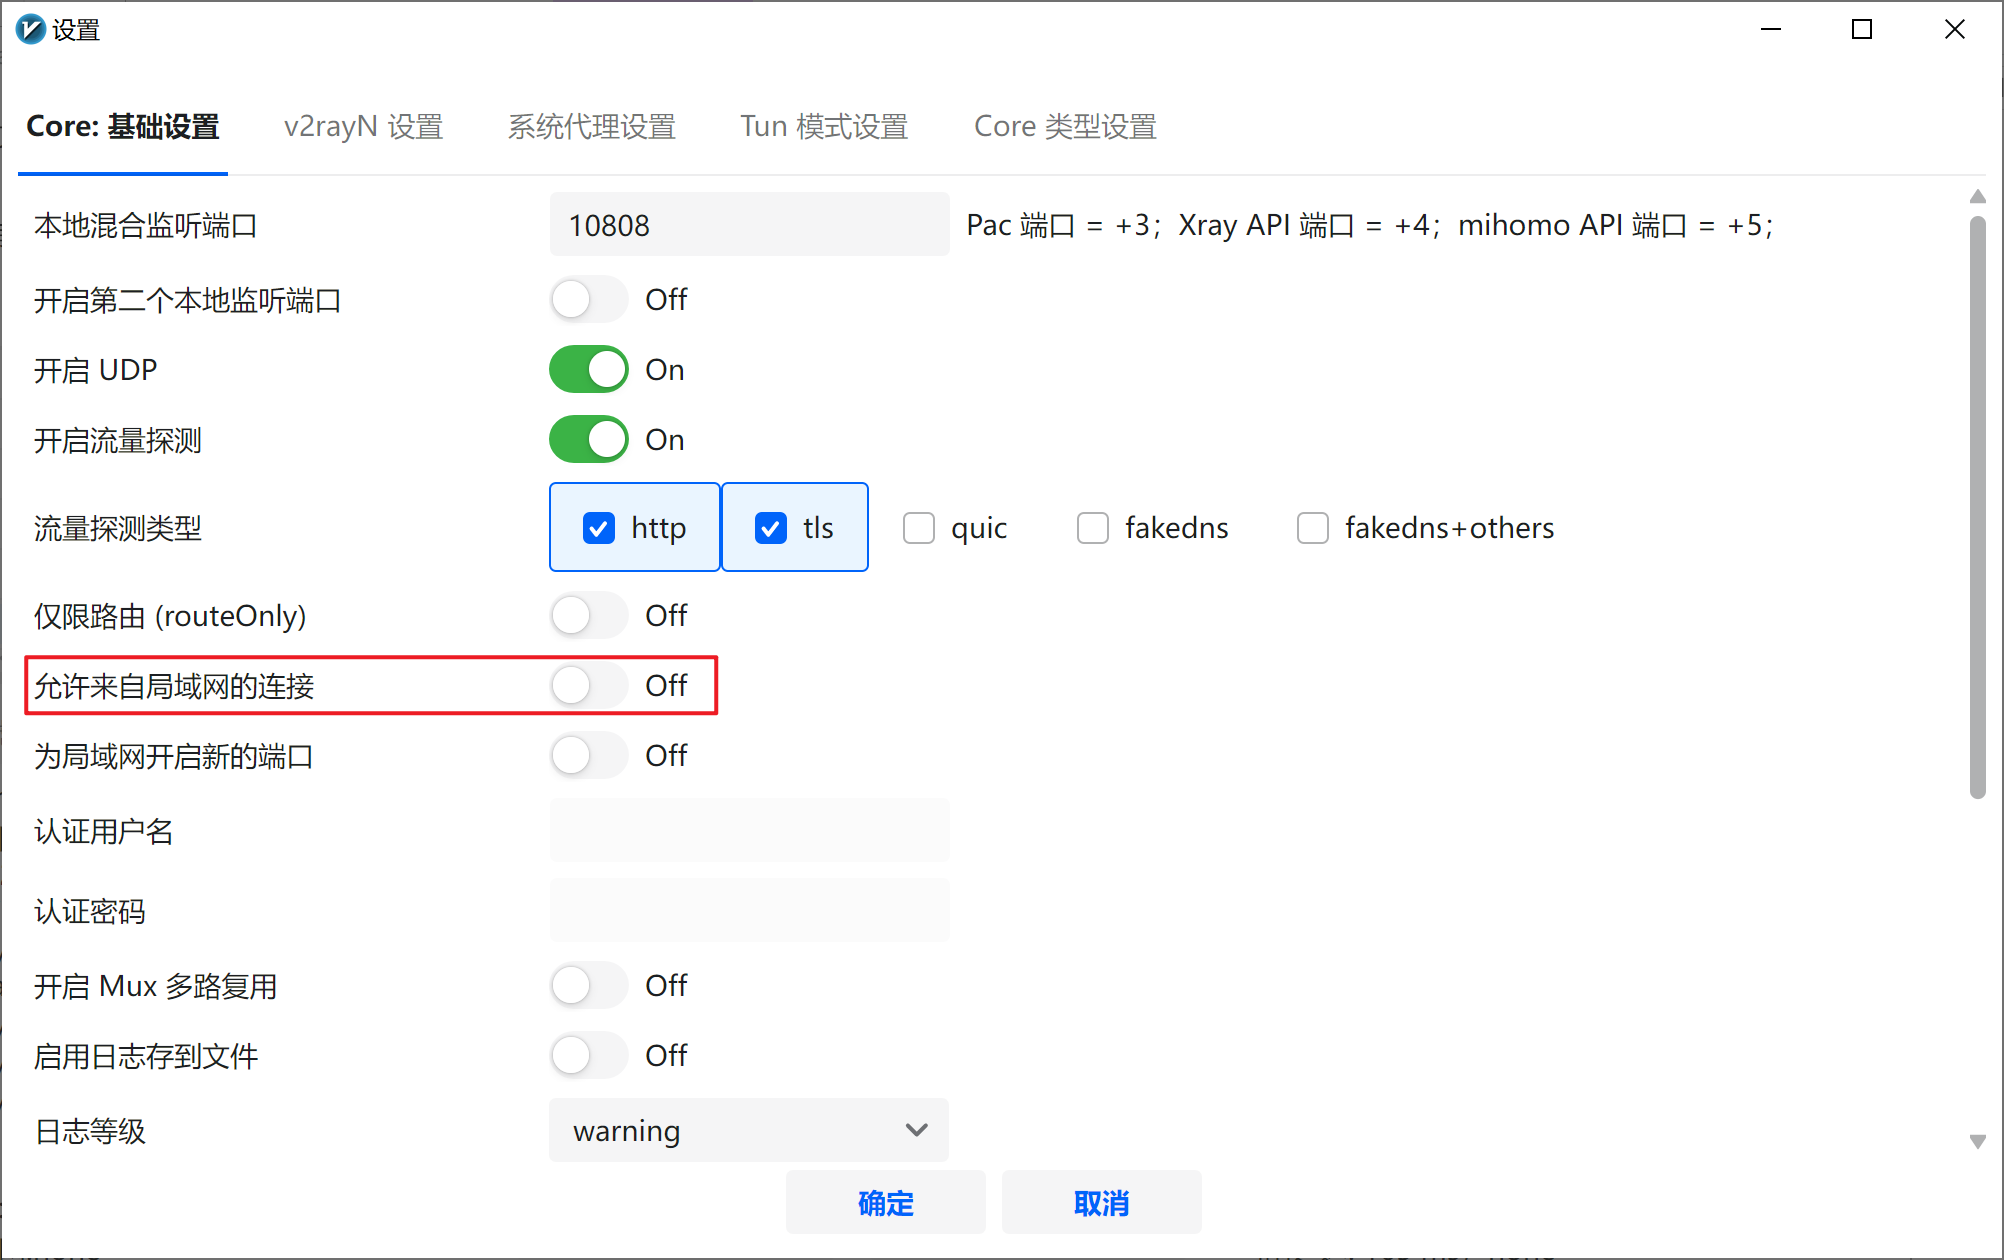 设置
Core: 基础设置 v2rayN 设置 系统代理设置 Tun 模式设置 Core 类型设置
本地混合监听端口 10808 Pac 端口 = +3；Xray API 端口 = +4；mihomo API 端口 = +5；
开启第二个本地监听端口 Off
开启 UDP On
开启流量探测 On
流量探测类型 http tls quic fakedns fakedns+others
仅限路由 (routeOnly) Off
允许来自局域网的连接 Off
为局域网开启新的端口 Off
认证用户名
认证密码
开启 Mux 多路复用 Off
启用日志存到文件 Off
日志等级 warning
确定 取消